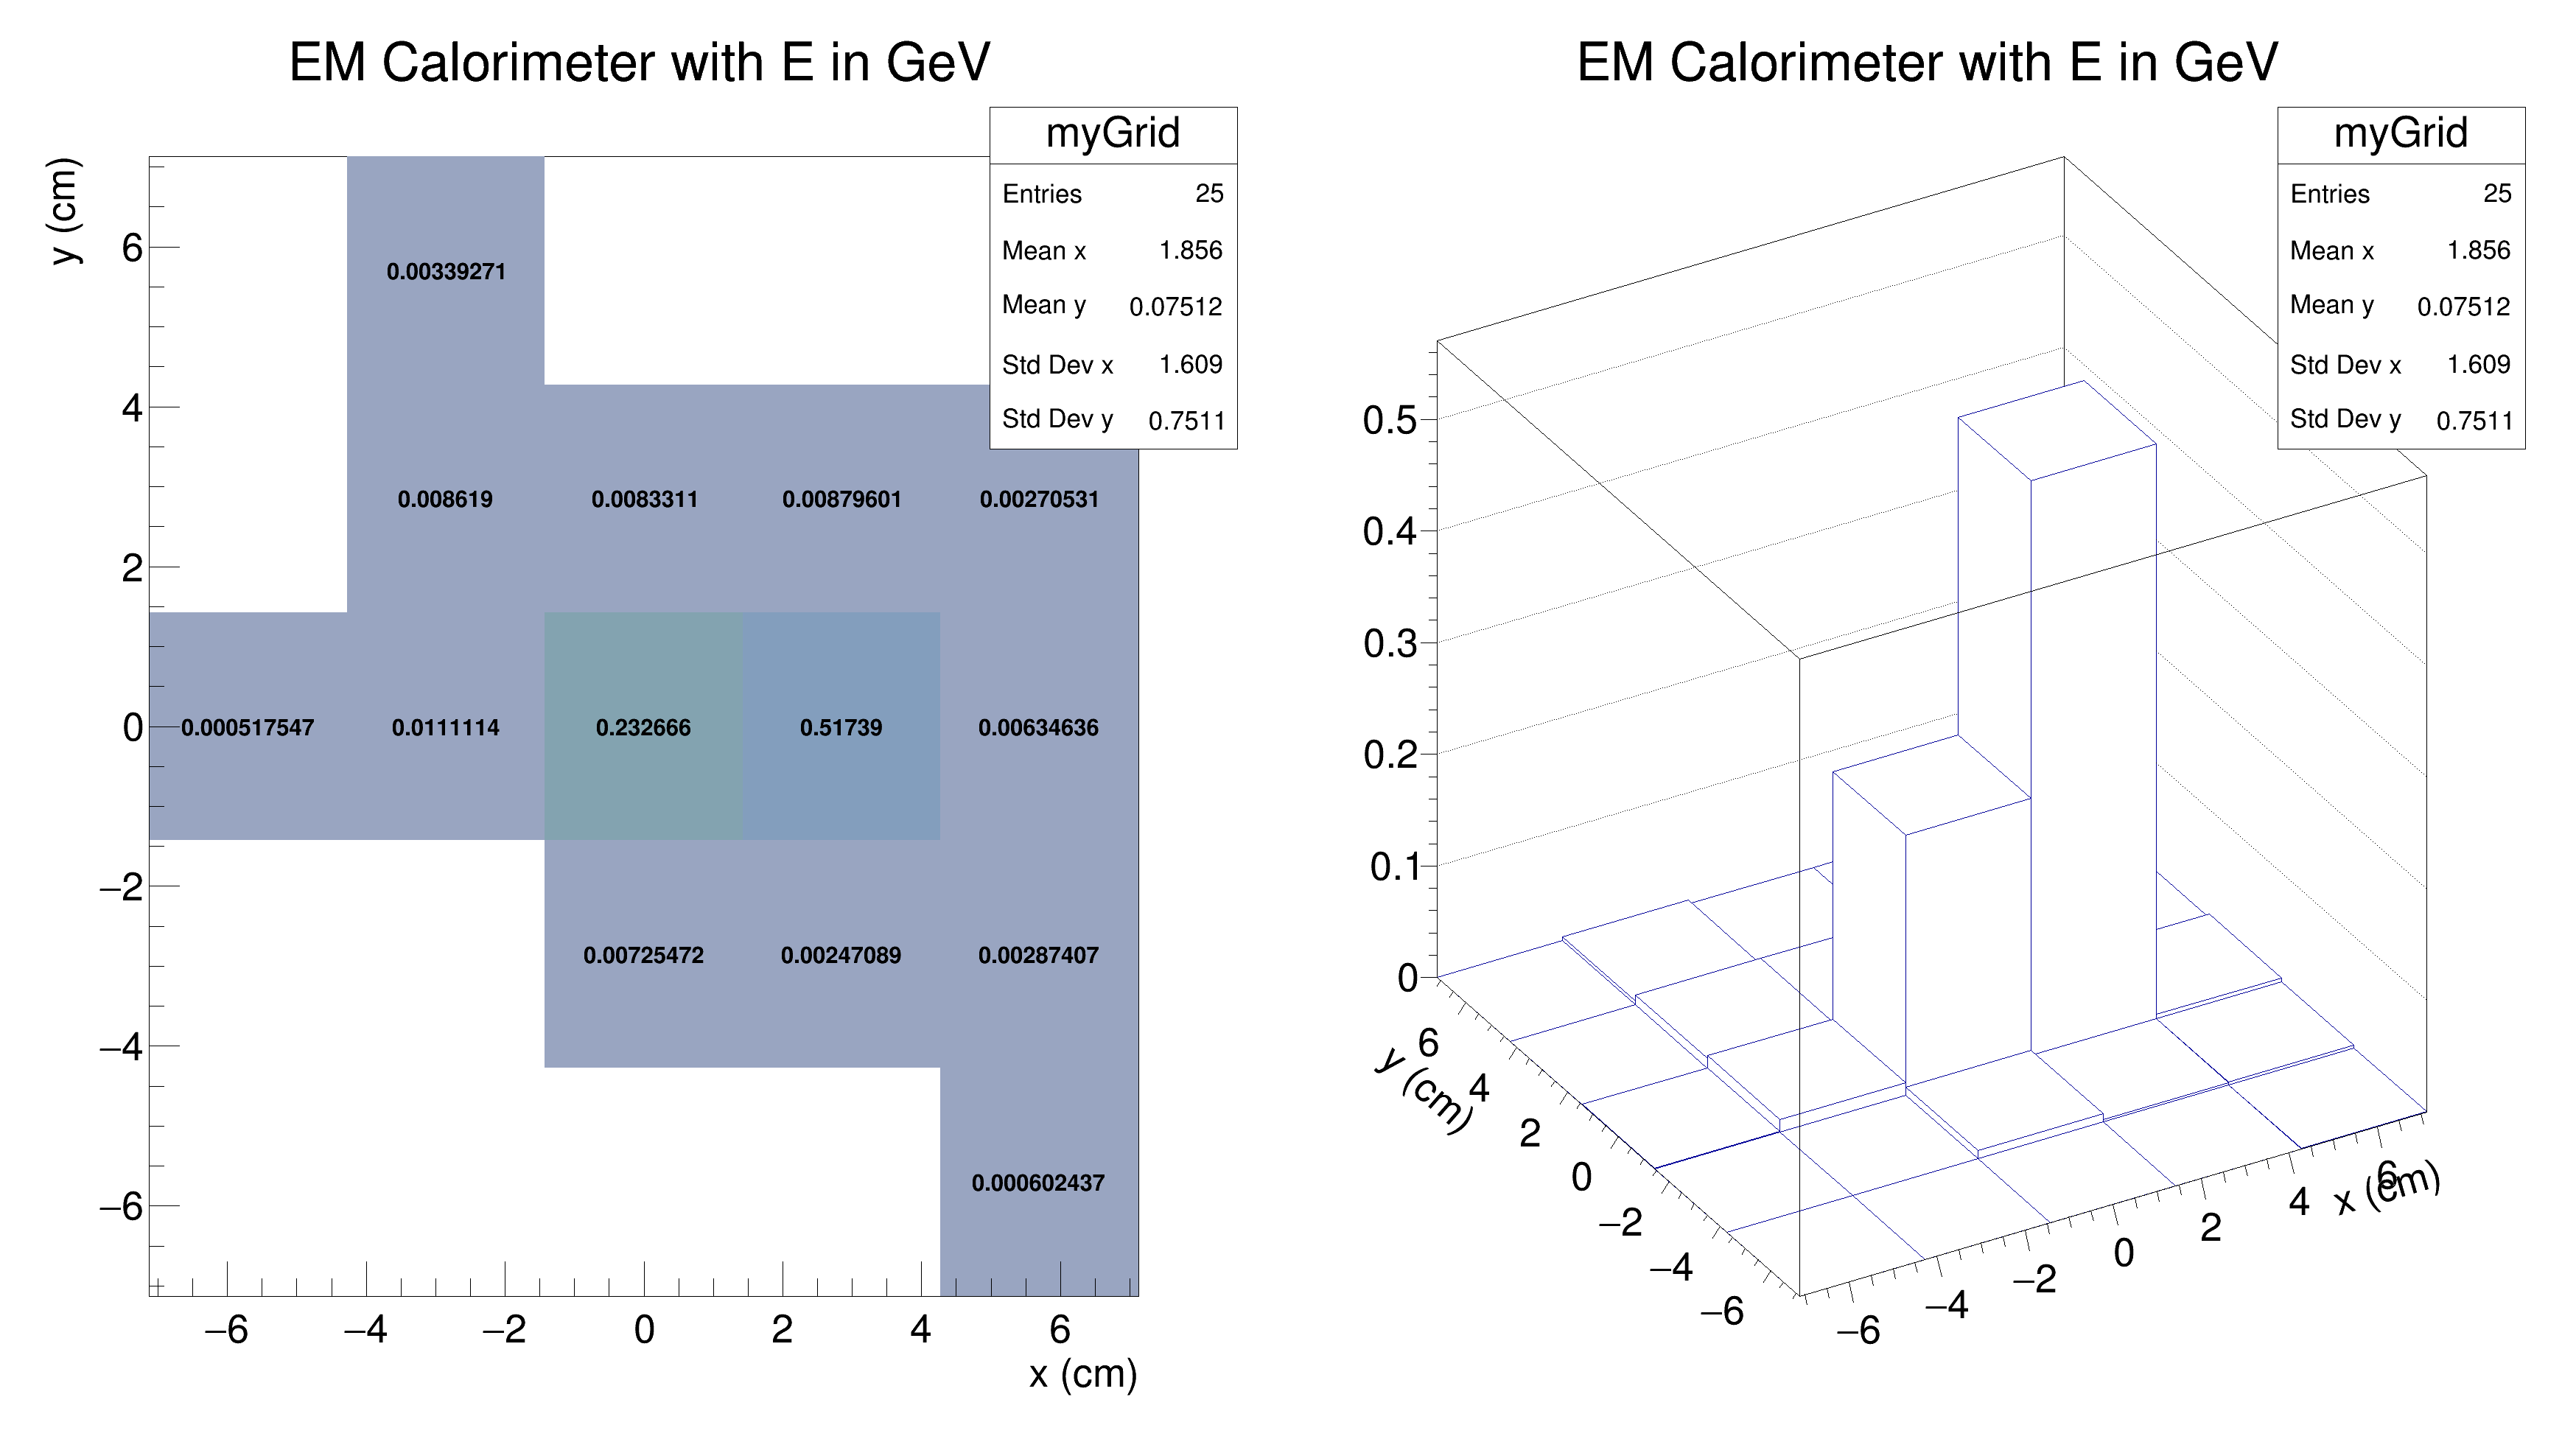 EM Calorimeter with E in GeV
myGrid
Entries 25
Mean x 1.856
Mean y 0.07512
Std Dev x 1.609
Std Dev y 0.7511
y (cm)
6
4
2
0
−2
−4
−6
0.00339271
0.008619 0.0083311 0.00879601 0.00270531
0.000517547 0.0111114 0.232666 0.51739 0.00634636
0.00725472 0.00247089 0.00287407
0.000602437
−6 −4 −2 0 2 4 6
x (cm)
EM Calorimeter with E in GeV
myGrid
Entries 25
Mean x 1.856
Mean y 0.07512
Std Dev x 1.609
Std Dev y 0.7511
0.5
0.4
0.3
0.2
0.1
0
6
4
2
0
−2
−4
−6
y (cm)
−6
−4
−2
0
2
4
6
x (cm)